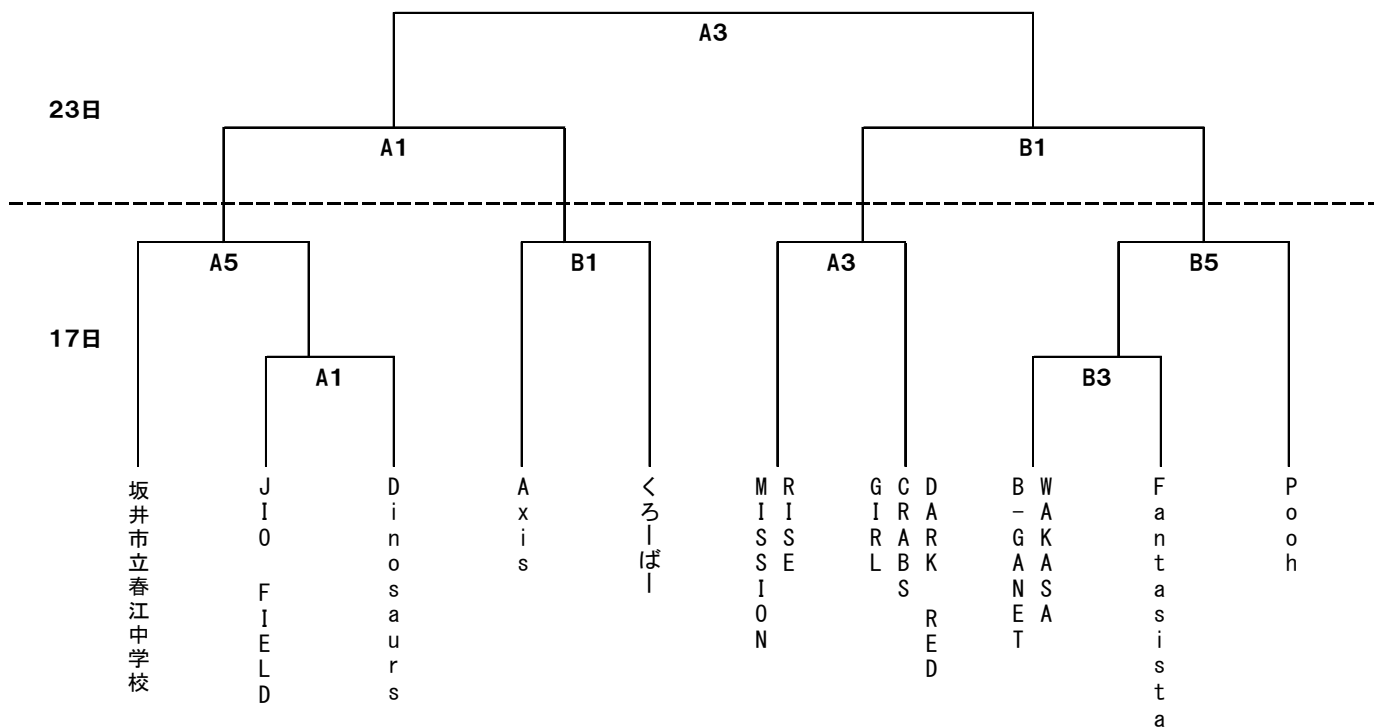 A3
23日
A1
B1
A5
B1
A3
B5
17日
A1
B3
坂井市立春江中学校
JIO FIELD
Dinosaurs
Axis
くろーばー
RISE
MISSION
DARK RED
CRABS
GIRL
WAKASA
B-GANET
Fantasista
Pooh